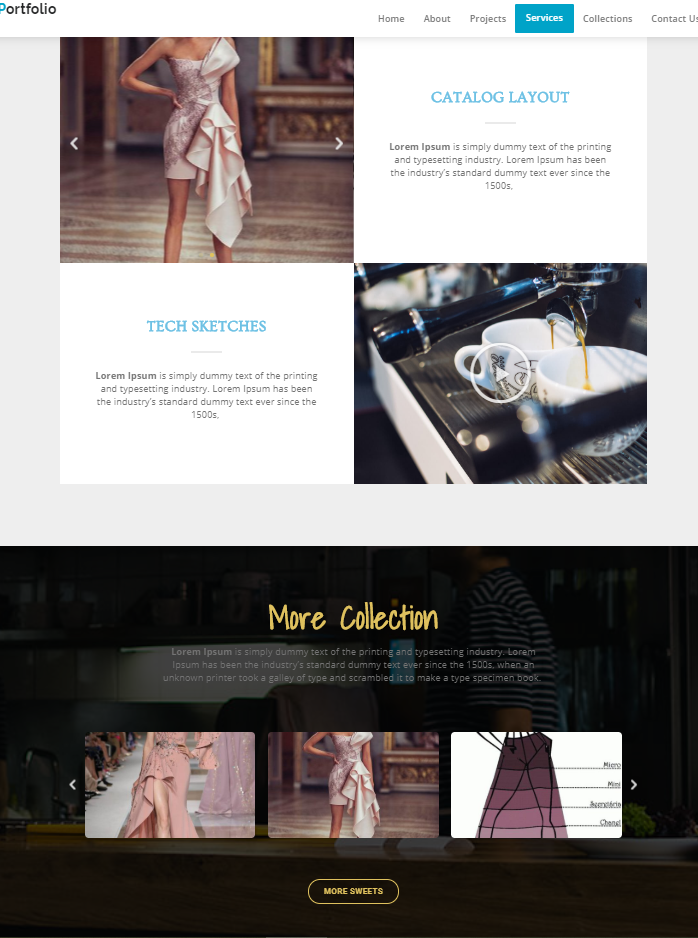 Portfolio
Home About Projects Services Collections Contact Us
CATALOG LAYOUT
Lorem Ipsum is simply dummy text of the printing
and typesetting industry. Lorem Ipsum has been
the industry's standard dummy text ever since the
1500s,
TECH SKETCHES
Lorem Ipsum is simply dummy text of the printing
and typesetting industry. Lorem Ipsum has been
the industry's standard dummy text ever since the
1500s,
More Collection
Lorem Ipsum is simply dummy text of the printing and typesetting industry. Lorem
Ipsum has been the industry's standard dummy text ever since the 1500s, when an
unknown printer took a galley of type and scrambled it to make a type specimen book.
Micro
Mini
MORE SWEETS